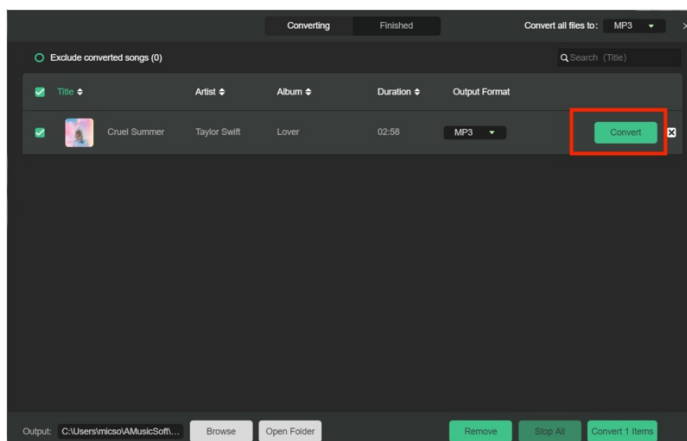 Converting Finished Convert all files to: MP3
Exclude converted songs (0) Search (Title)
Title Artist Album Duration Output Format
Cruel Summer Taylor Swift Lover 02:58 MP3 Convert
Output: C:\Users\micso\AMusicSoft\... Browse Open Folder Remove Stop All Convert 1 Items